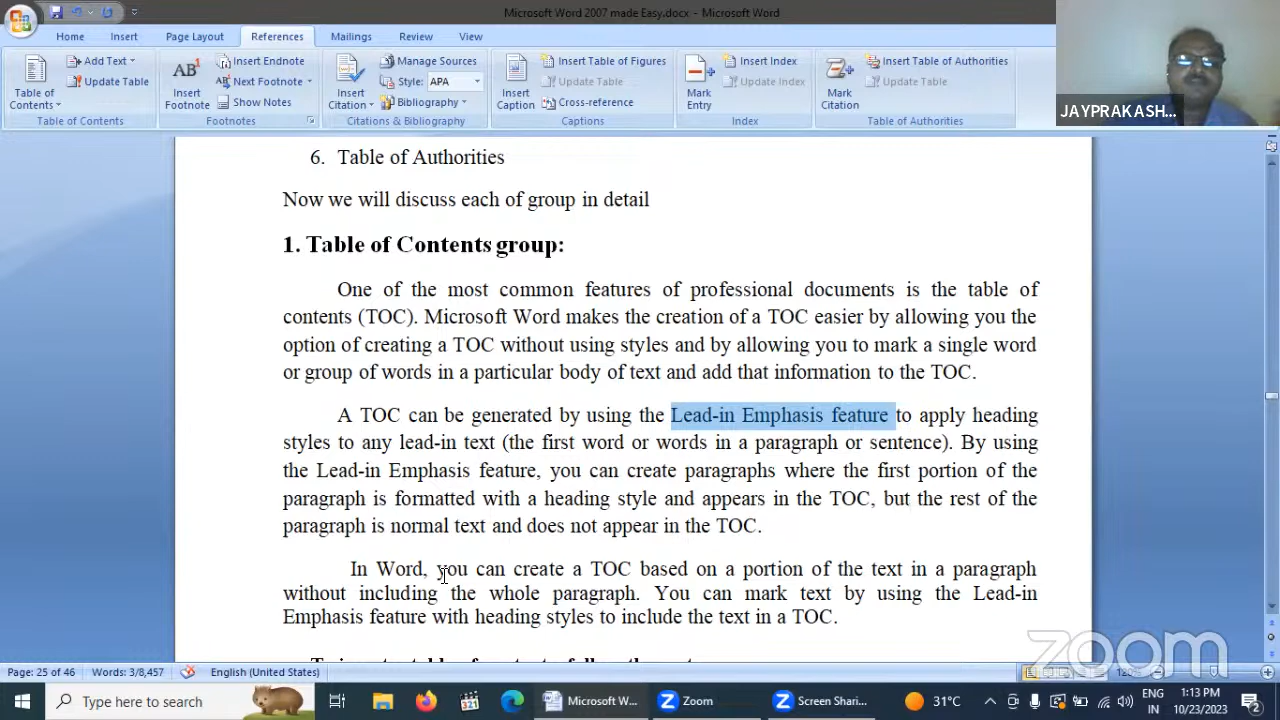 Microsoft Word 2007 made Easy.docx - Microsoft Word
Home Insert Page Layout References Mailings Review View
Table of Contents
Add Text
Update Table
Table of Contents
AB1 Insert Footnote
Insert Endnote
Next Footnote
Show Notes
Footnotes
Insert Citation
Manage Sources
Style: APA
Bibliography
Citations & Bibliography
Insert Caption
Insert Table of Figures
Update Table
Cross-reference
Captions
Mark Entry
Insert Index
Update Index
Index
Mark Citation
Insert Table of Authorities
Update Table
Table of Authorities
JAYPRAKASH...
6. Table of Authorities
Now we will discuss each of group in detail
1. Table of Contents group:
One of the most common features of professional documents is the table of
contents (TOC). Microsoft Word makes the creation of a TOC easier by allowing you the
option of creating a TOC without using styles and by allowing you to mark a single word
or group of words in a particular body of text and add that information to the TOC.
A TOC can be generated by using the Lead-in Emphasis feature to apply heading
styles to any lead-in text (the first word or words in a paragraph or sentence). By using
the Lead-in Emphasis feature, you can create paragraphs where the first portion of the
paragraph is formatted with a heading style and appears in the TOC, but the rest of the
paragraph is normal text and does not appear in the TOC.
In Word, you can create a TOC based on a portion of the text in a paragraph
without including the whole paragraph. You can mark text by using the Lead-in
Emphasis feature with heading styles to include the text in a TOC.
zoom
Page: 25 of 46 Words: 3/8,457 English (United States)
Type here to search
Microsoft W...
Zoom
Screen Shari...
31°C
ENG
IN
1:13 PM
10/23/2023
2